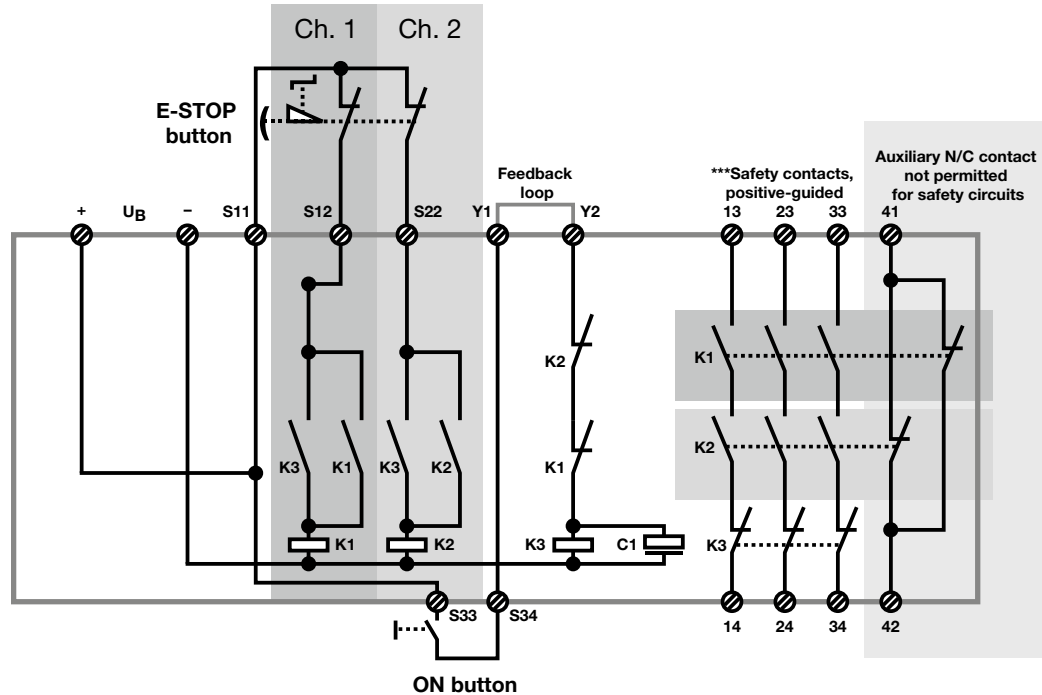 Ch. 1 Ch. 2
E-STOP
button
Feedback
loop
***Safety contacts,
positive-guided
Auxiliary N/C contact
not permitted
for safety circuits
+ UB − S11 S12 S22 Y1 Y2 13 23 33 41
K2
K1
K2
K3 K1 K3 K2 K1
K1 K2 K3 C1 K3
S33 S34 14 24 34 42
ON button